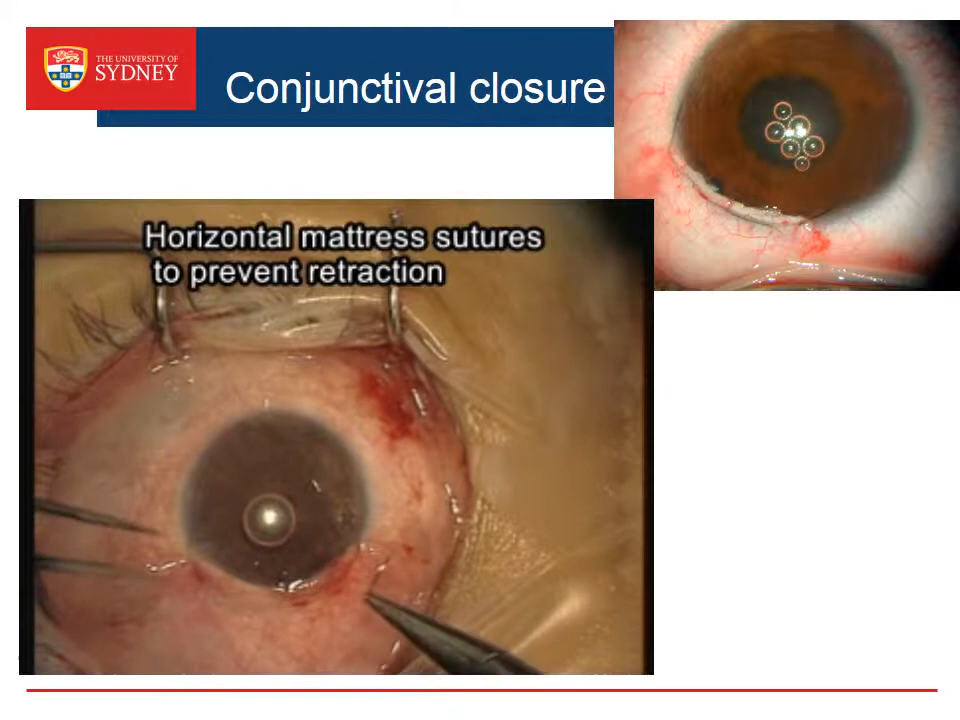 THE UNIVERSITY OF
SYDNEY
Conjunctival closure
Horizontal mattress sutures
to prevent retraction